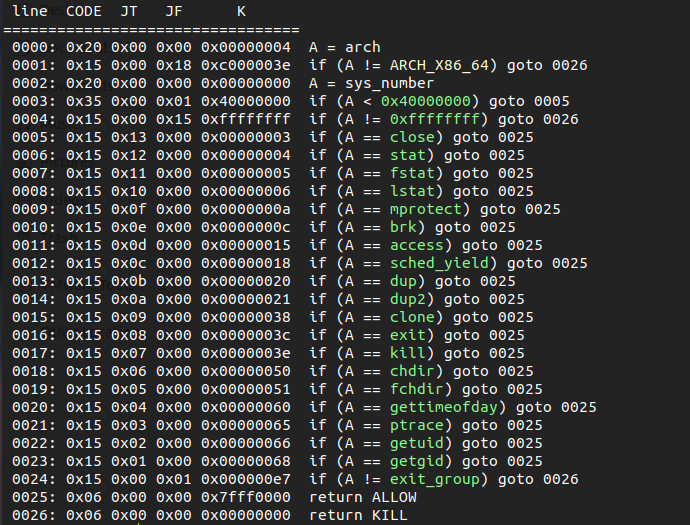 line  CODE  JT   JF      K
=================================
0000: 0x20 0x00 0x00 0x00000004  A = arch
0001: 0x15 0x00 0x18 0xc000003e  if (A != ARCH_X86_64) goto 0026
0002: 0x20 0x00 0x00 0x00000000  A = sys_number
0003: 0x35 0x00 0x01 0x40000000  if (A < 0x40000000) goto 0005
0004: 0x15 0x00 0x15 0xffffffff  if (A != 0xffffffff) goto 0026
0005: 0x15 0x13 0x00 0x00000003  if (A == close) goto 0025
0006: 0x15 0x12 0x00 0x00000004  if (A == stat) goto 0025
0007: 0x15 0x11 0x00 0x00000005  if (A == fstat) goto 0025
0008: 0x15 0x10 0x00 0x00000006  if (A == lstat) goto 0025
0009: 0x15 0x0f 0x00 0x0000000a  if (A == mprotect) goto 0025
0010: 0x15 0x0e 0x00 0x0000000c  if (A == brk) goto 0025
0011: 0x15 0x0d 0x00 0x00000015  if (A == access) goto 0025
0012: 0x15 0x0c 0x00 0x00000018  if (A == sched_yield) goto 0025
0013: 0x15 0x0b 0x00 0x00000020  if (A == dup) goto 0025
0014: 0x15 0x0a 0x00 0x00000021  if (A == dup2) goto 0025
0015: 0x15 0x09 0x00 0x00000038  if (A == clone) goto 0025
0016: 0x15 0x08 0x00 0x0000003c  if (A == exit) goto 0025
0017: 0x15 0x07 0x00 0x0000003e  if (A == kill) goto 0025
0018: 0x15 0x06 0x00 0x00000050  if (A == chdir) goto 0025
0019: 0x15 0x05 0x00 0x00000051  if (A == fchdir) goto 0025
0020: 0x15 0x04 0x00 0x00000060  if (A == gettimeofday) goto 0025
0021: 0x15 0x03 0x00 0x00000065  if (A == ptrace) goto 0025
0022: 0x15 0x02 0x00 0x00000066  if (A == getuid) goto 0025
0023: 0x15 0x01 0x00 0x00000068  if (A == getgid) goto 0025
0024: 0x15 0x00 0x01 0x000000e7  if (A != exit_group) goto 0026
0025: 0x06 0x00 0x00 0x7fff0000  return ALLOW
0026: 0x06 0x00 0x00 0x00000000  return KILL